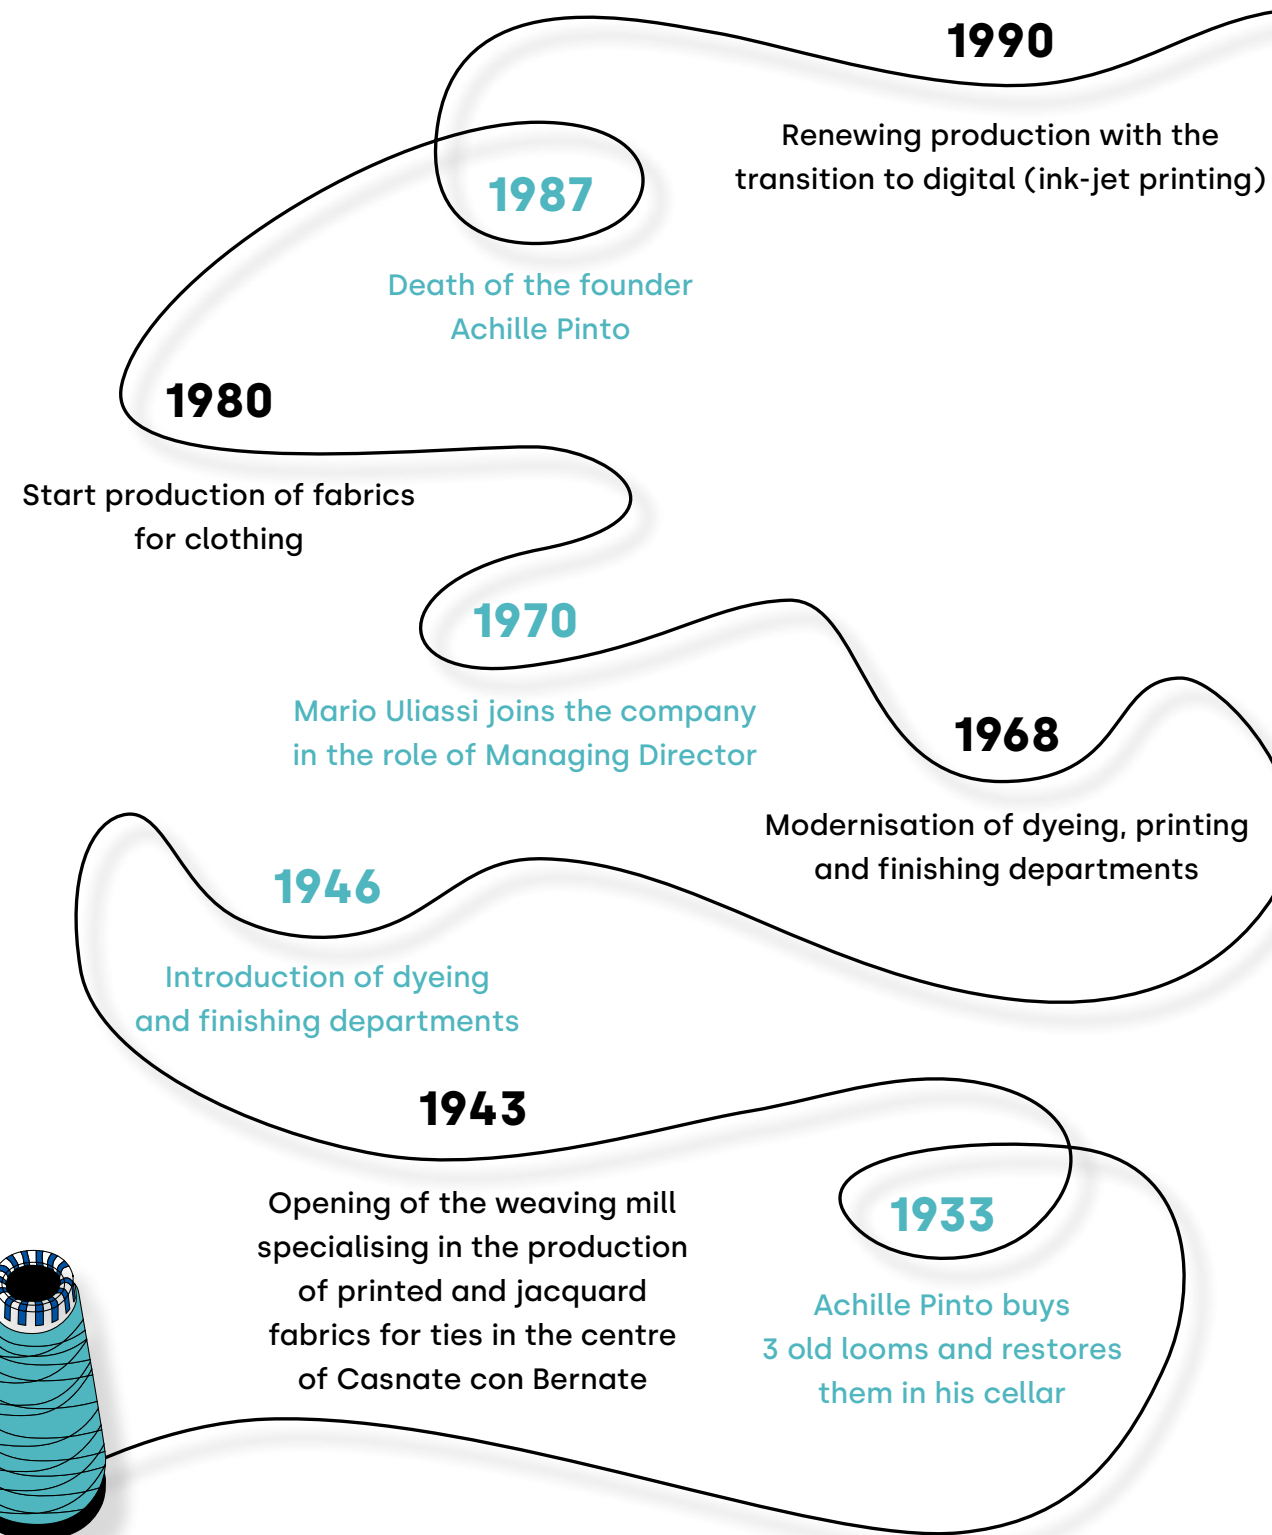 1990
Renewing production with the
transition to digital (ink-jet printing)
1987
Death of the founder
Achille Pinto
1980
Start production of fabrics
for clothing
1970
Mario Uliassi joins the company
in the role of Managing Director
1968
Modernisation of dyeing, printing
and finishing departments
1946
Introduction of dyeing
and finishing departments
1943
Opening of the weaving mill
specialising in the production
of printed and jacquard
fabrics for ties in the centre
of Casnate con Bernate
1933
Achille Pinto buys
3 old looms and restores
them in his cellar